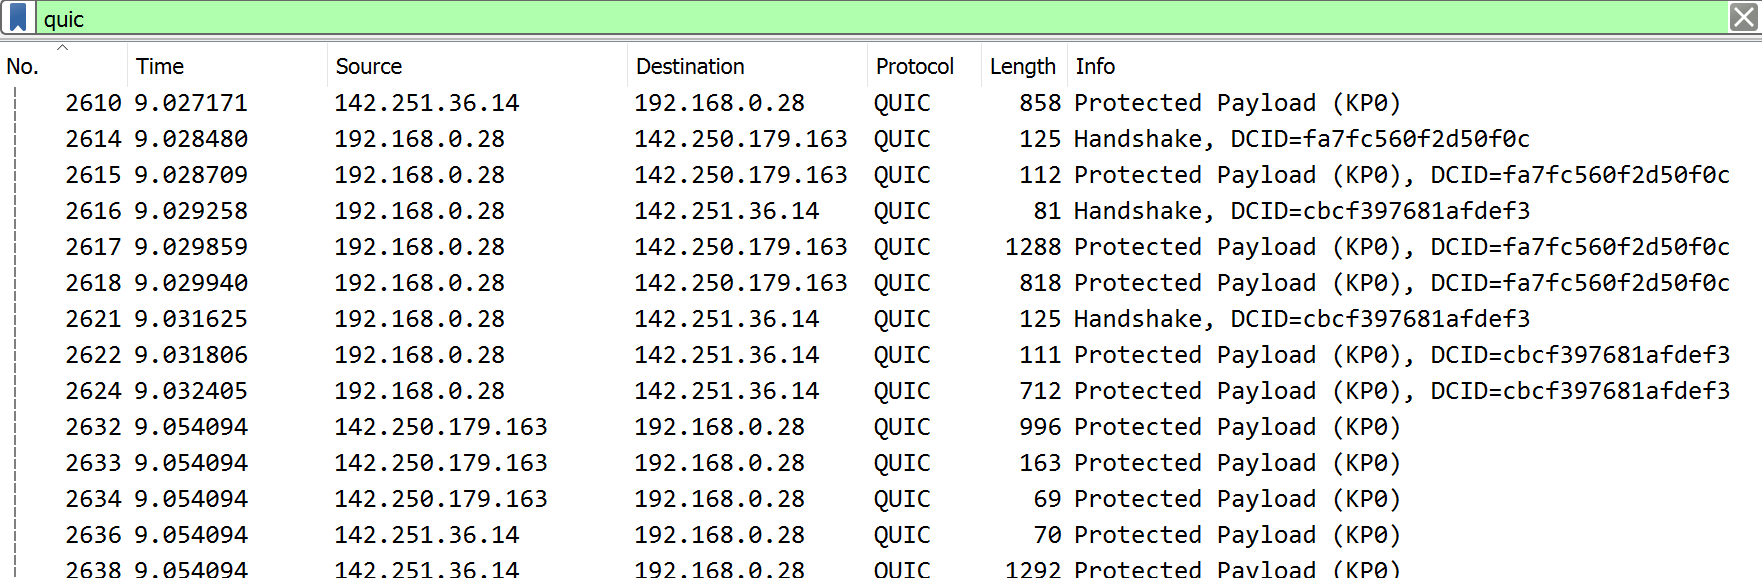 quic
No. Time Source Destination Protocol Length Info
2610 9.027171 142.251.36.14 192.168.0.28 QUIC 858 Protected Payload (KP0)
2614 9.028480 192.168.0.28 142.250.179.163 QUIC 125 Handshake, DCID=fa7fc560f2d50f0c
2615 9.028709 192.168.0.28 142.250.179.163 QUIC 112 Protected Payload (KP0), DCID=fa7fc560f2d50f0c
2616 9.029258 192.168.0.28 142.251.36.14 QUIC 81 Handshake, DCID=cbcf397681afdef3
2617 9.029859 192.168.0.28 142.250.179.163 QUIC 1288 Protected Payload (KP0), DCID=fa7fc560f2d50f0c
2618 9.029940 192.168.0.28 142.250.179.163 QUIC 818 Protected Payload (KP0), DCID=fa7fc560f2d50f0c
2621 9.031625 192.168.0.28 142.251.36.14 QUIC 125 Handshake, DCID=cbcf397681afdef3
2622 9.031806 192.168.0.28 142.251.36.14 QUIC 111 Protected Payload (KP0), DCID=cbcf397681afdef3
2624 9.032405 192.168.0.28 142.251.36.14 QUIC 712 Protected Payload (KP0), DCID=cbcf397681afdef3
2632 9.054094 142.250.179.163 192.168.0.28 QUIC 996 Protected Payload (KP0)
2633 9.054094 142.250.179.163 192.168.0.28 QUIC 163 Protected Payload (KP0)
2634 9.054094 142.250.179.163 192.168.0.28 QUIC 69 Protected Payload (KP0)
2636 9.054094 142.251.36.14 192.168.0.28 QUIC 70 Protected Payload (KP0)
2638 9.054094 142.251.36.14 192.168.0.28 QUIC 1292 Protected Payload (KP0)